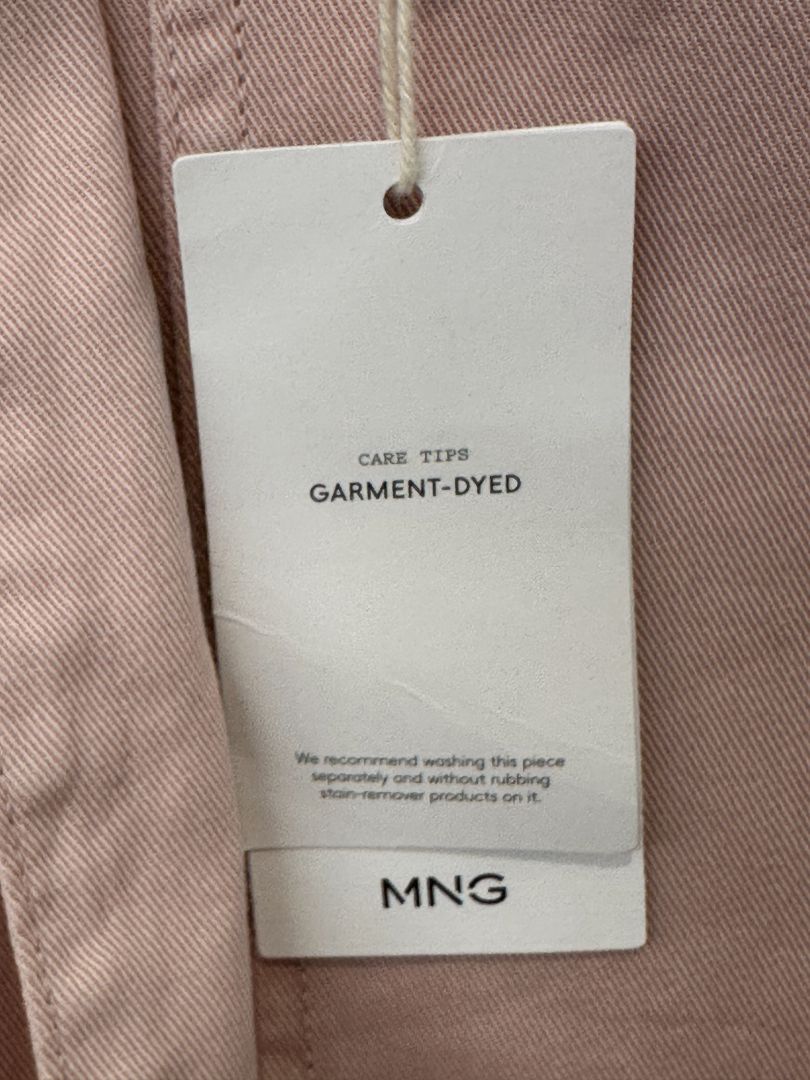 CARE TIPS
GARMENT-DYED
We recommend washing this piece
separately and without rubbing
stain-remover products on it.
MNG